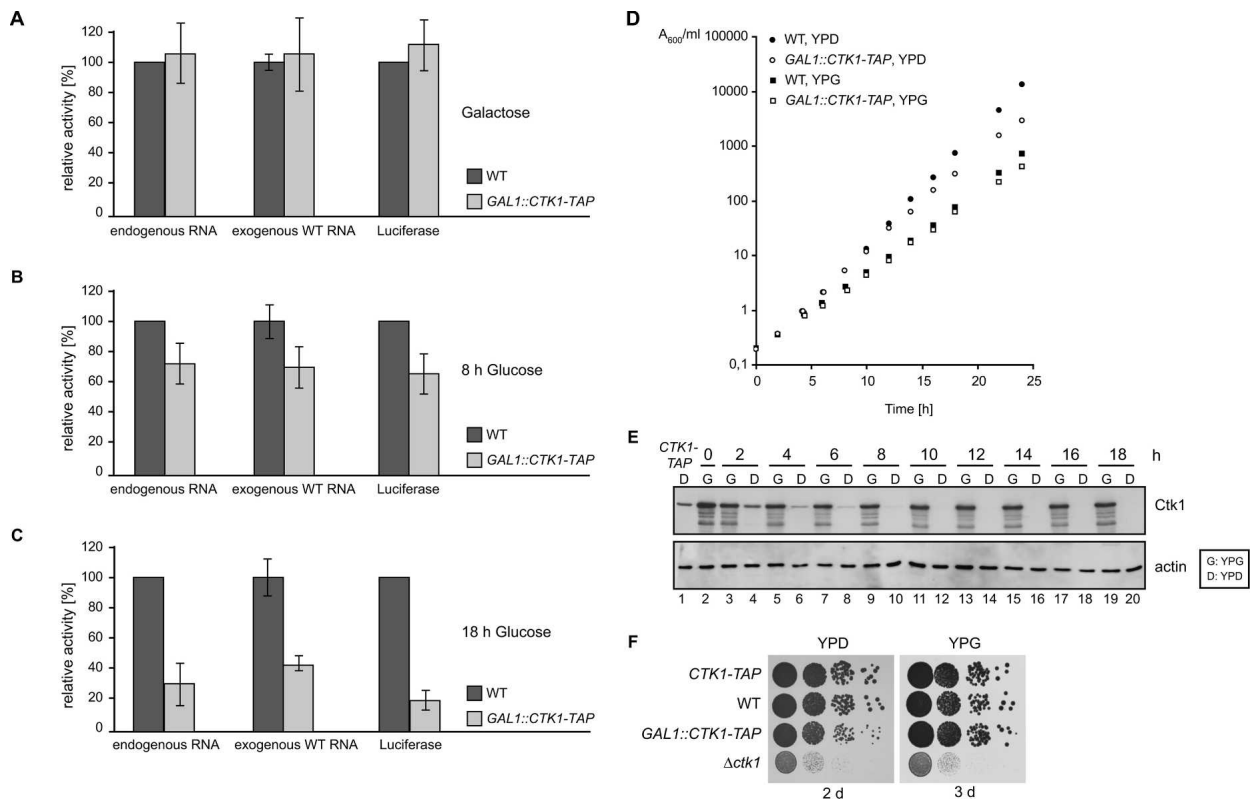 A
120
100
80
60
40
20
0
relative activity [%]
Galactose
WT
GAL1::CTK1-TAP
endogenous RNA exogenous WT RNA Luciferase
B
120
100
80
60
40
20
0
relative activity [%]
8 h Glucose
WT
GAL1::CTK1-TAP
endogenous RNA exogenous WT RNA Luciferase
C
120
100
80
60
40
20
0
relative activity [%]
18 h Glucose
WT
GAL1::CTK1-TAP
endogenous RNA exogenous WT RNA Luciferase
D
A600/ml
100000
10000
1000
100
10
1
0,1
WT, YPD
GAL1::CTK1-TAP, YPD
WT, YPG
GAL1::CTK1-TAP, YPG
0 5 10 15 20 25
Time [h]
E
CTK1-TAP 0 2 4 6 8 10 12 14 16 18 h
D G G D G D G D G D G D G D G D G D G D
Ctk1
actin
G: YPG
D: YPD
1 2 3 4 5 6 7 8 9 10 11 12 13 14 15 16 17 18 19 20
F
YPD YPG
CTK1-TAP
WT
GAL1::CTK1-TAP
Δctk1
2 d 3 d